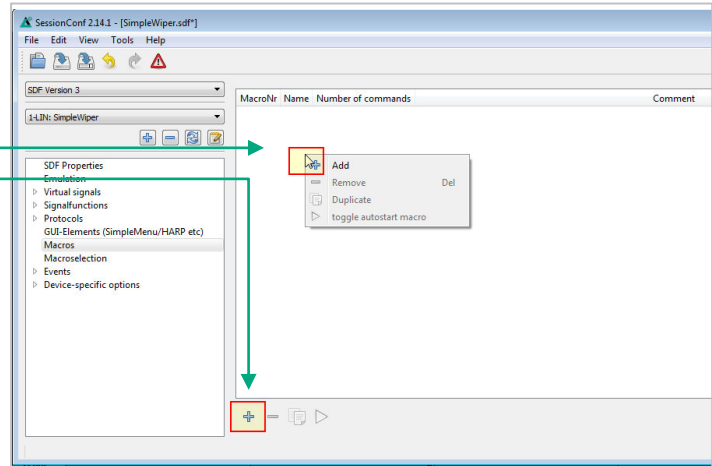 SessionConf 2.14.1 - [SimpleWiper.sdf*]
File Edit View Tools Help
SDF Version 3
1-LIN: SimpleWiper
MacroNr Name Number of commands Comment
SDF Properties
Emulation
Virtual signals
Signalfunctions
Protocols
GUI-Elements (SimpleMenu/HARP etc)
Macros
Macroselection
Events
Device-specific options
Add
Remove Del
Duplicate
toggle autostart macro